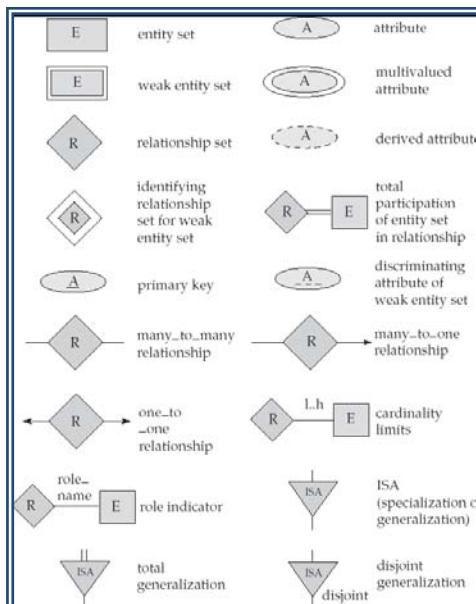 E
entity set
A
attribute
E
weak entity set
A
multivalued
attribute
R
relationship set
A
derived attribute
R
identifying
relationship
set for weak
entity set
R
E
total
participation
of entity set
in relationship
A
primary key
A
discriminating
attribute of
weak entity set
R
many_to_many
relationship
R
many_to_one
relationship
R
one_to
_one
relationship
R
l..h
E
cardinality
limits
R
role_
name
E
role indicator
ISA
ISA
(specialization o
generalization)
ISA
total
generalization
ISA
disjoint
disjoint
generalization